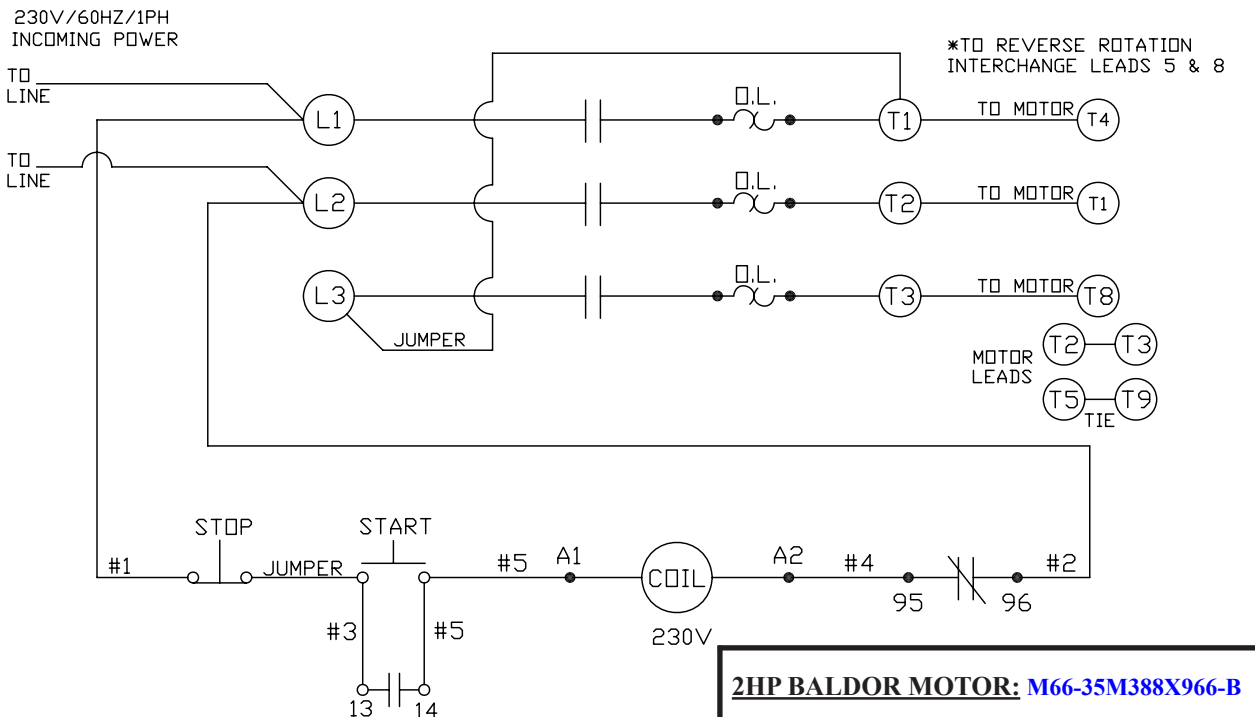 230V/60HZ/1PH
INCOMING POWER
*TO REVERSE ROTATION
INTERCHANGE LEADS 5 & 8
TO
LINE
L1
O.L.
T1
TO MOTOR
T4
TO
LINE
L2
O.L.
T2
TO MOTOR
T1
L3
O.L.
T3
TO MOTOR
T8
JUMPER
MOTOR
LEADS
T2
T3
T5
T9
TIE
STOP
START
#1
JUMPER
#5
A1
COIL
A2
#4
#2
95
96
#3
#5
230V
13
14
2HP BALDOR MOTOR: M66-35M388X966-B